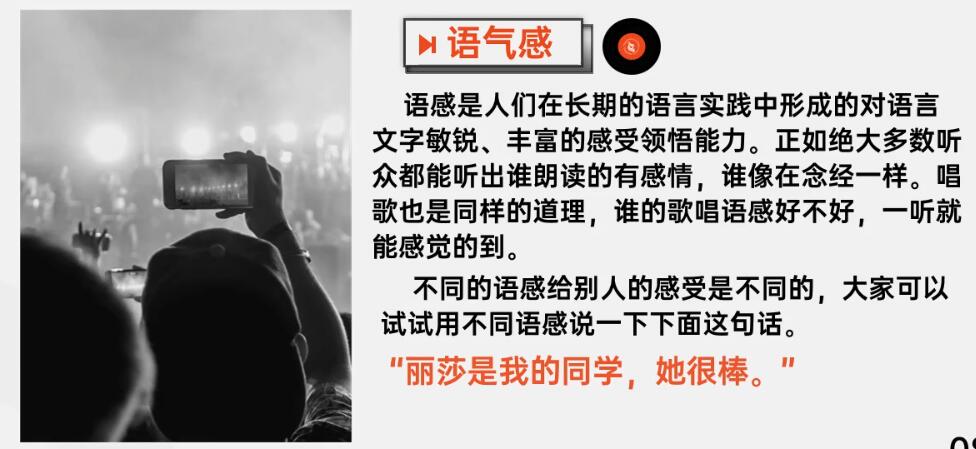 语气感
语感是人们在长期的语言实践中形成的对语言
文字敏锐、丰富的感受领悟能力。正如绝大多数听
众都能听出谁朗读的有感情，谁像在念经一样。唱
歌也是同样的道理，谁的歌唱语感好不好，一听就
能感觉的到。
不同的语感给别人的感受是不同的，大家可以
试试用不同语感说一下下面这句话。
“丽莎是我的同学，她很棒。”